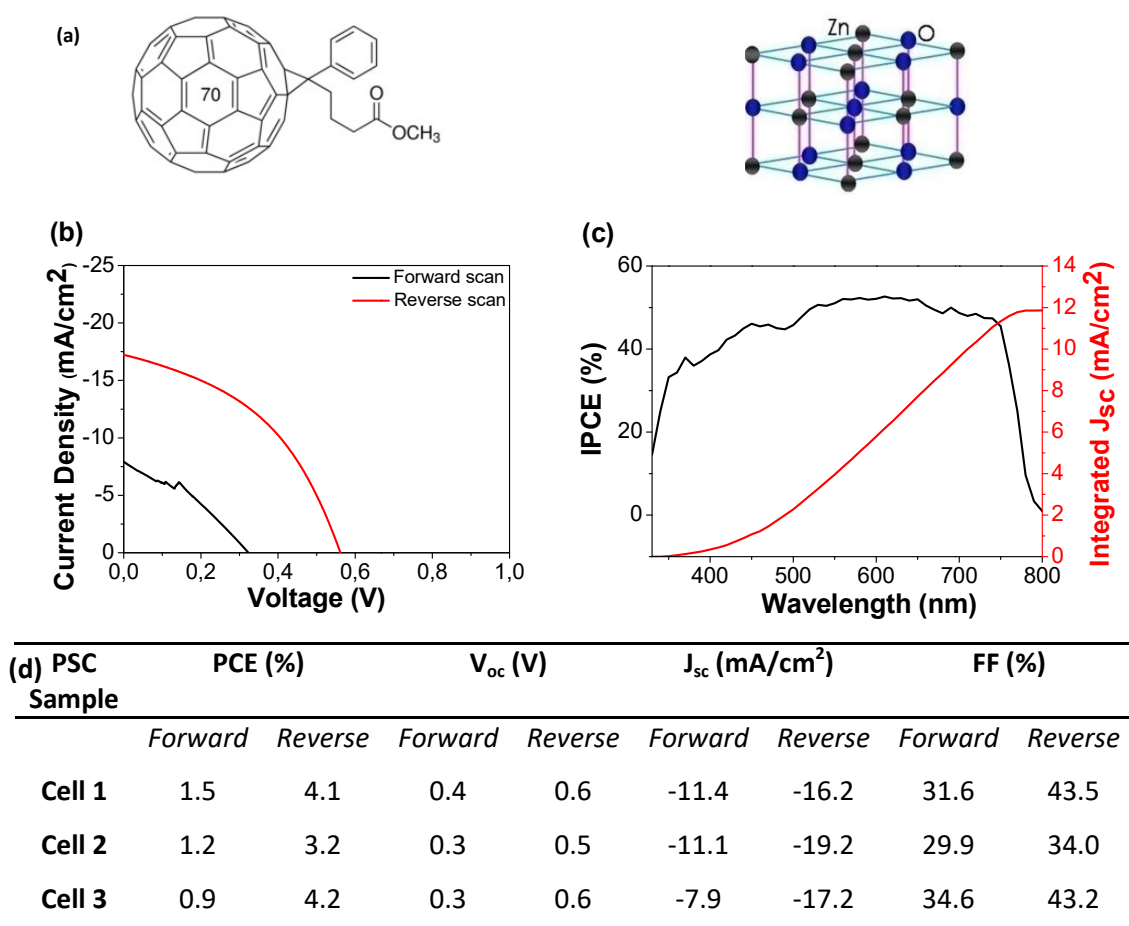 (a)
70
O
OCH3
Zn
O
(b)
Current Density (mA/cm2)
-25
-20
-15
-10
-5
0
0,0 0,2 0,4 0,6 0,8 1,0
Voltage (V)
Forward scan
Reverse scan
(c)
IPCE (%)
60
40
20
0
400 500 600 700 800
Wavelength (nm)
14
12
10
8
6
4
2
0
Integrated Jsc (mA/cm2)
(d) PSC Sample PCE (%) Voc (V) Jsc (mA/cm2) FF (%)
Forward Reverse Forward Reverse Forward Reverse Forward Reverse
Cell 1 1.5 4.1 0.4 0.6 -11.4 -16.2 31.6 43.5
Cell 2 1.2 3.2 0.3 0.5 -11.1 -19.2 29.9 34.0
Cell 3 0.9 4.2 0.3 0.6 -7.9 -17.2 34.6 43.2